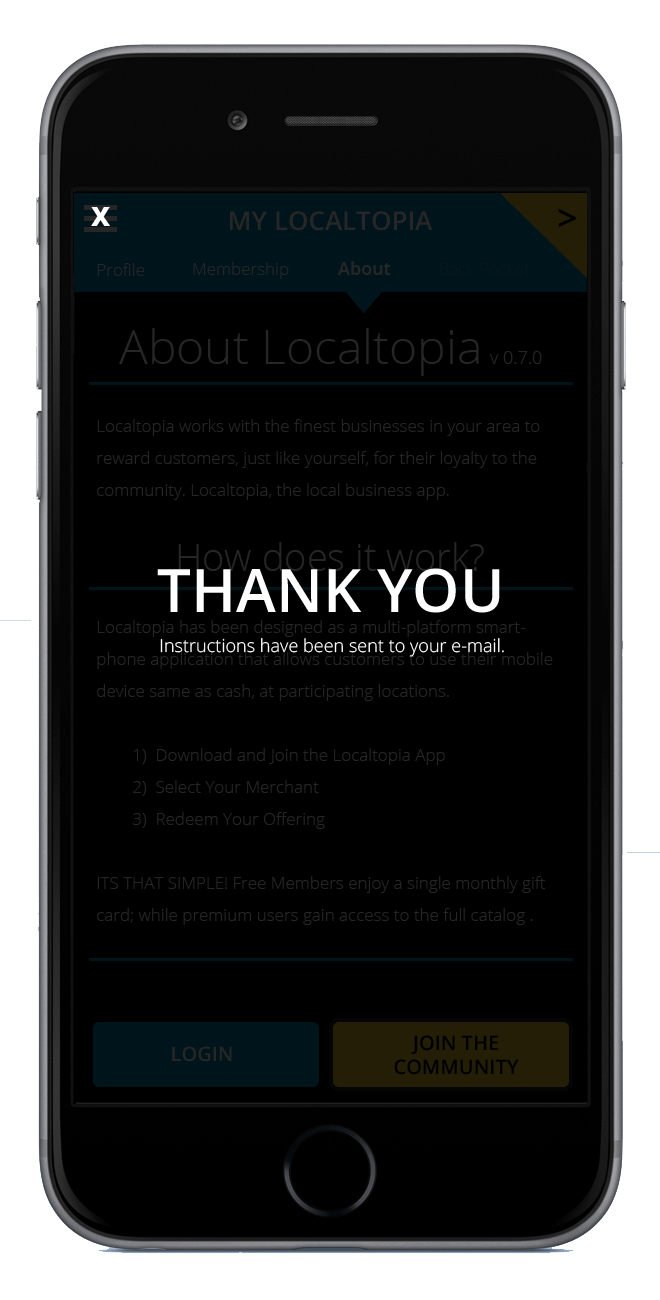 X
MY LOCALTOPIA
>
Profile Membership About
About Localtopia v 0.7.0
Localtopia works with the finest businesses in your area to
reward customers, just like yourself, for their loyalty to the
community. Localtopia, the local business app.
How does it work?
THANK YOU
Localtopia has been designed as a multi-platform smart-
Instructions have been sent to your e-mail.
phone application that allows customers to use their mobile
device same as cash, at participating locations.
1) Download and Join the Localtopia App
2) Select Your Merchant
3) Redeem Your Offering
ITS THAT SIMPLE! Free Members enjoy a single monthly gift
card; while premium users gain access to the full catalog .
LOGIN
JOIN THE
COMMUNITY